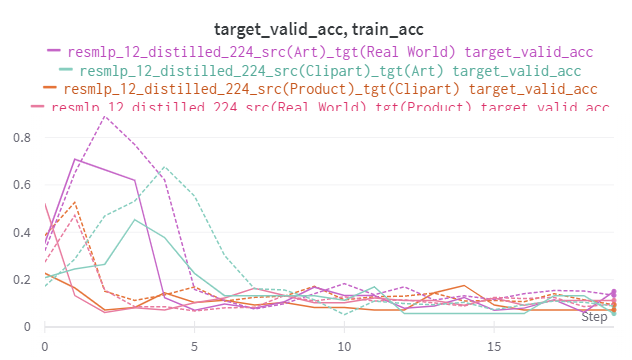 target_valid_acc, train_acc
resmlp_12_distilled_224_src(Art)_tgt(Real World) target_valid_acc
resmlp_12_distilled_224_src(Clipart)_tgt(Art) target_valid_acc
resmlp_12_distilled_224_src(Product)_tgt(Clipart) target_valid_acc
resmlp_12_distilled_224_src(Real World)_tgt(Product) target_valid_acc
0.8
0.6
0.4
0.2
0
Step
0 5 10 15